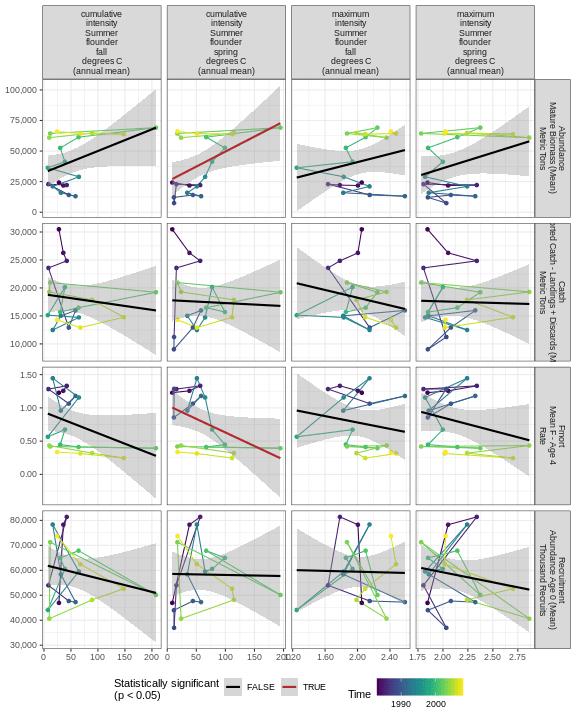 cumulative
intensity
Summer
flounder
fall
degrees C
(annual mean)
cumulative
intensity
Summer
flounder
spring
degrees C
(annual mean)
maximum
intensity
Summer
flounder
fall
degrees C
(annual mean)
maximum
intensity
Summer
flounder
spring
degrees C
(annual mean)
100,000
75,000
50,000
25,000
0
Abundance
Mature Biomass (Mean)
Metric Tons
30,000
25,000
20,000
15,000
10,000
Catch
rted Catch - Landings + Discards (M
Metric Tons
1.50
1.00
0.50
0.00
Fmort
Mean F - Age 4
Rate
80,000
70,000
60,000
50,000
40,000
30,000
Recruitment
Abundance Age 0 (Mean)
Thousand Recruits
0 50 100 150 200
0 50 100 150
1.60 2.00 2.40
1.75 2.00 2.25 2.50 2.75
Statistically significant
(p < 0.05)
FALSE
TRUE
Time
1990 2000